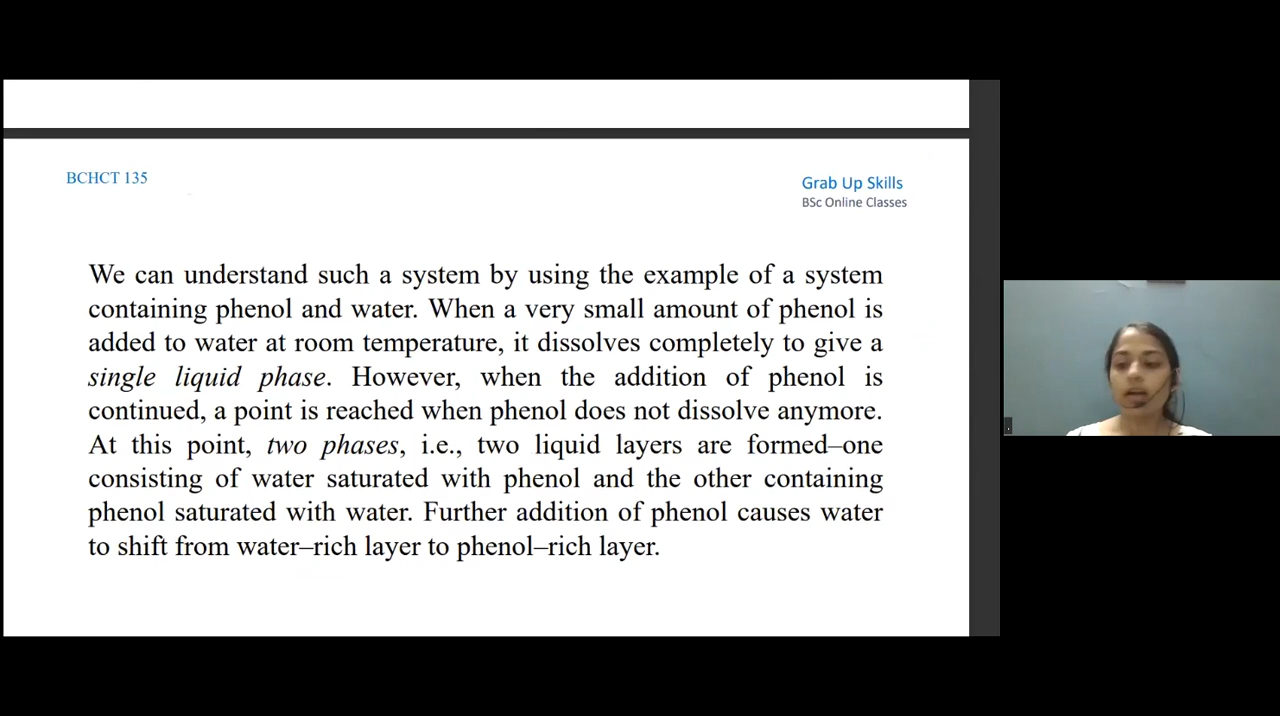 BCHCT 135
Grab Up Skills
BSc Online Classes
We can understand such a system by using the example of a system
containing phenol and water. When a very small amount of phenol is
added to water at room temperature, it dissolves completely to give a
single liquid phase. However, when the addition of phenol is
continued, a point is reached when phenol does not dissolve anymore.
At this point, two phases, i.e., two liquid layers are formed–one
consisting of water saturated with phenol and the other containing
phenol saturated with water. Further addition of phenol causes water
to shift from water–rich layer to phenol–rich layer.